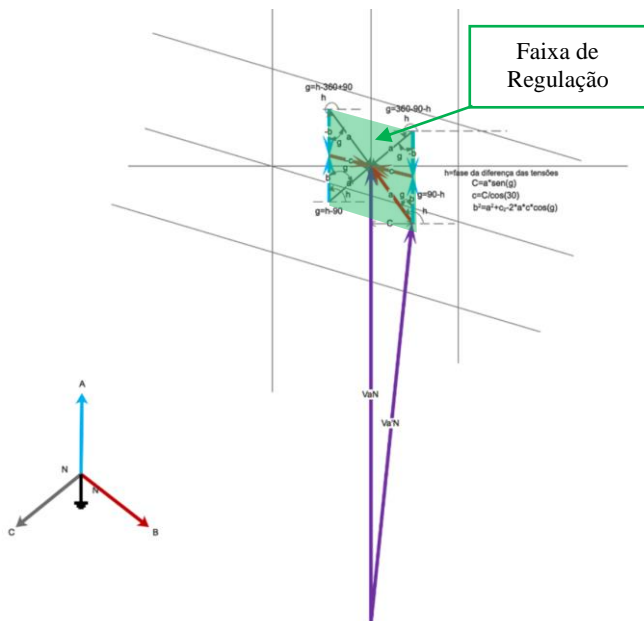 Faixa de
Regulação
g=h-360+90
h
g=360-90-h
h
a
a
-b
g
g
-b
c
c
h=fase da diferença das tensões
C=a*sen(g)
c=C/cos(30)
b²=a²+c₂-2*a*c*cos(g)
b
g
c
a
g
b
g=90-h
h
g=h-90
C
h
VaN
Va'N
A
N
N
C
B